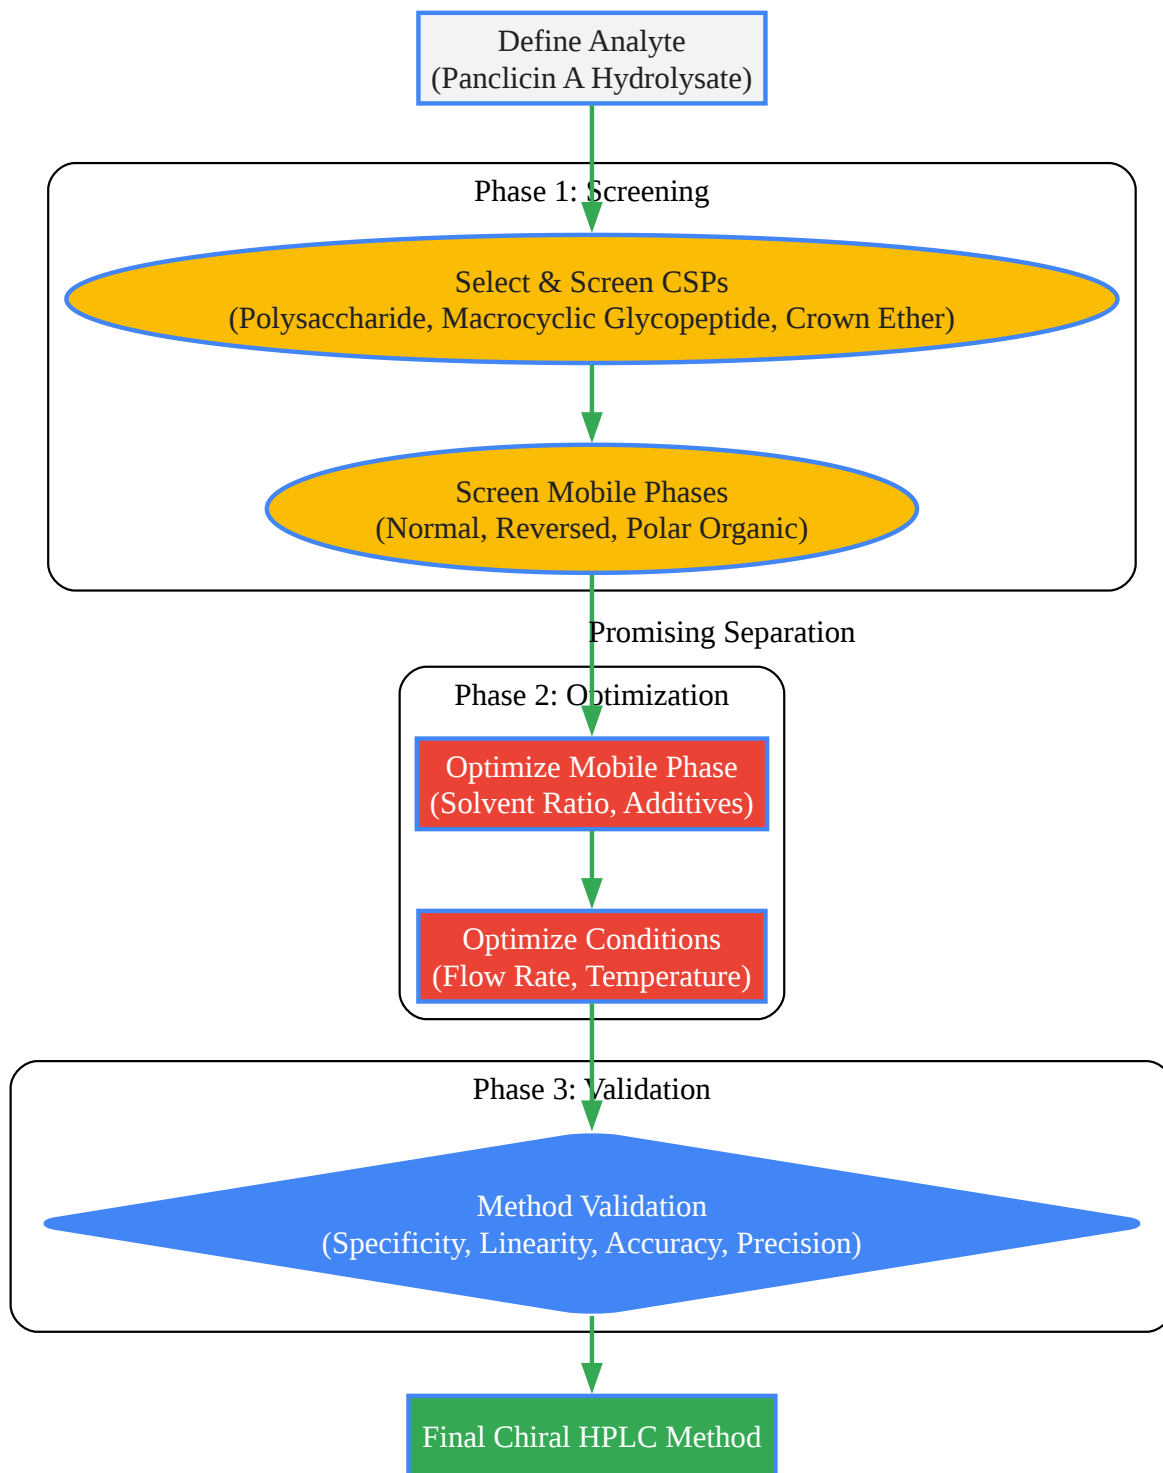 Define Analyte
(Panclicin A Hydrolysate)
Phase 1: Screening
Select & Screen CSPs
(Polysaccharide, Macrocyclic Glycopeptide, Crown Ether)
Screen Mobile Phases
(Normal, Reversed, Polar Organic)
Promising Separation
Phase 2: Optimization
Optimize Mobile Phase
(Solvent Ratio, Additives)
Optimize Conditions
(Flow Rate, Temperature)
Phase 3: Validation
Method Validation
(Specificity, Linearity, Accuracy, Precision)
Final Chiral HPLC Method